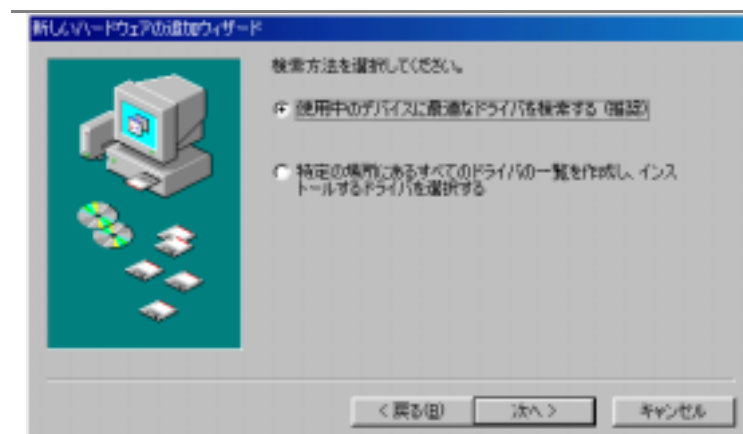 新しいハードウェアの追加ウィザード
検索方法を選択してください。
使用中のデバイスに最適なドライバを検索する（推奨）
特定の場所にあるすべてのドライバの一覧を作成し、インス
トールするドライバを選択する
< 戻る(B)
次へ >
キャンセル